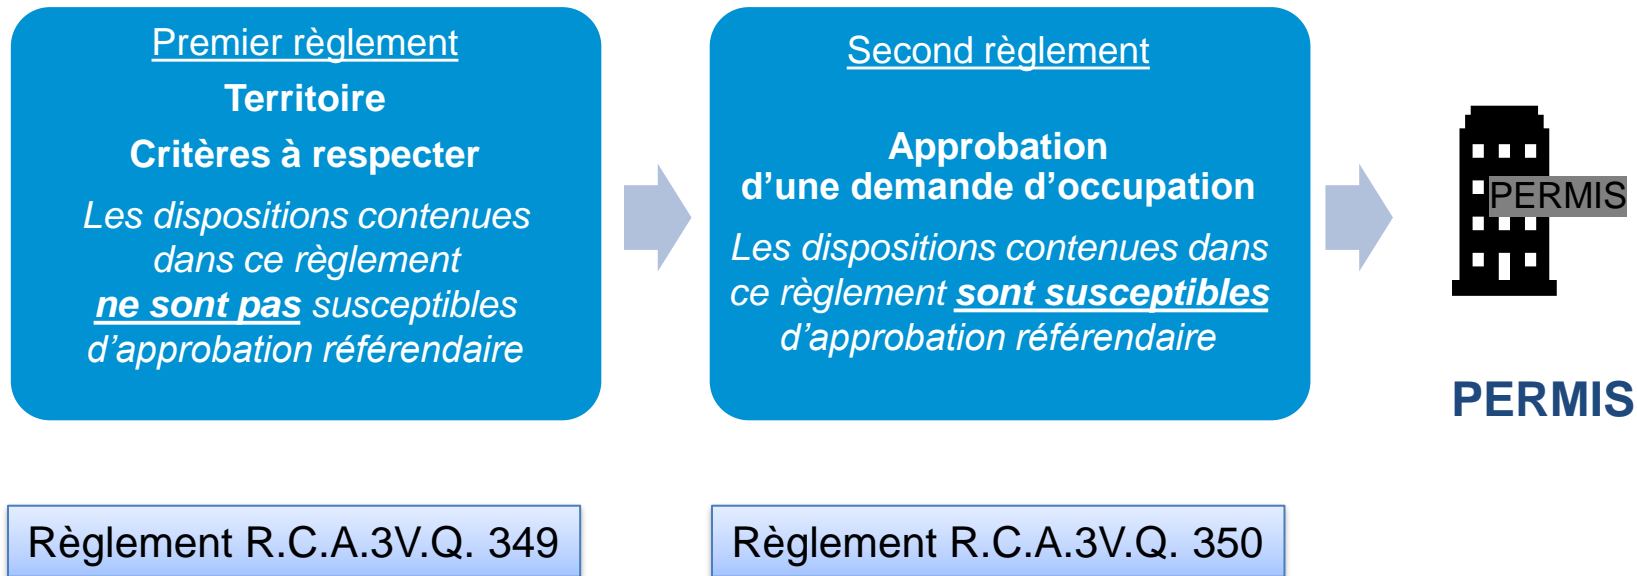 Premier règlement
Territoire
Critères à respecter
Les dispositions contenues
dans ce règlement
ne sont pas susceptibles
d’approbation référendaire
Second règlement
Approbation
d’une demande d’occupation
Les dispositions contenues dans
ce règlement sont susceptibles
d’approbation référendaire
PERMIS
PERMIS
Règlement R.C.A.3V.Q. 349
Règlement R.C.A.3V.Q. 350